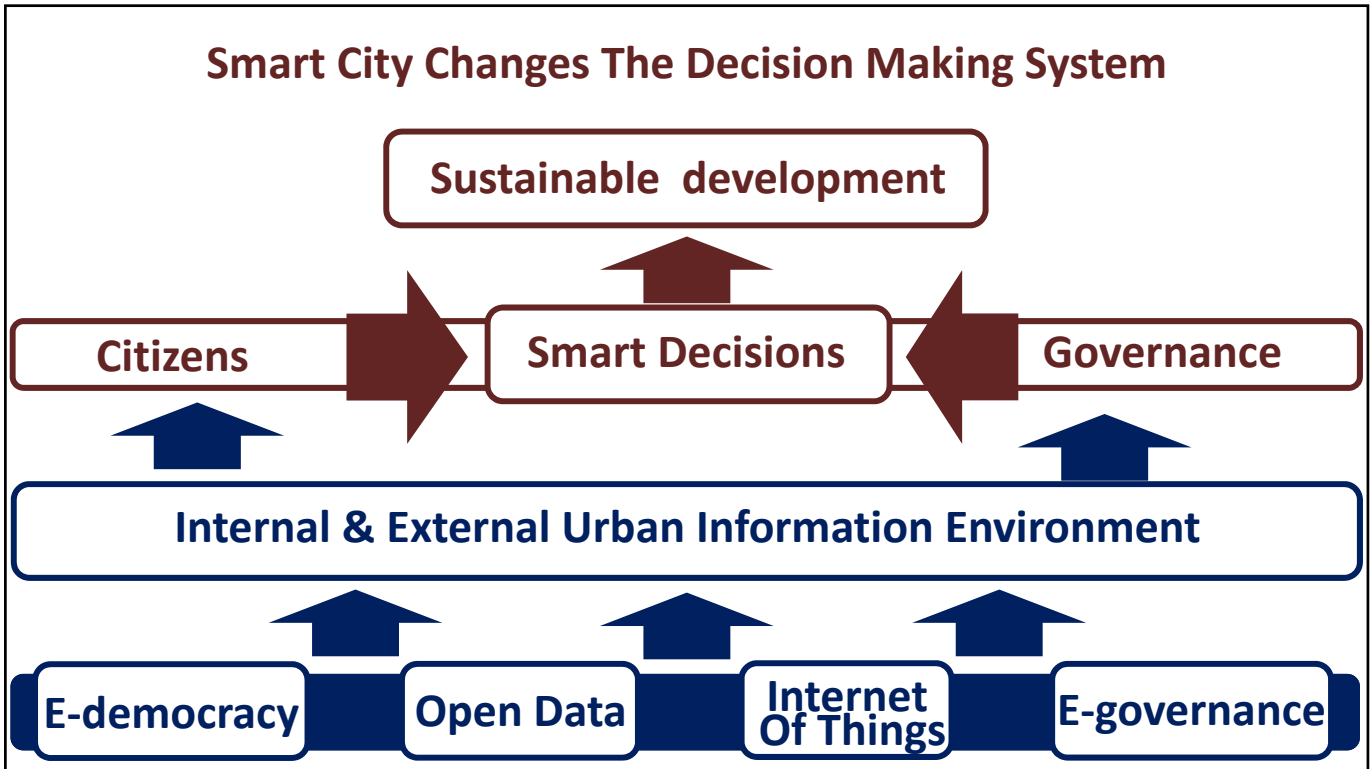 Smart City Changes The Decision Making System
Sustainable development
Citizens
Smart Decisions
Governance
Internal & External Urban Information Environment
E-democracy
Open Data
Internet
Of Things
E-governance